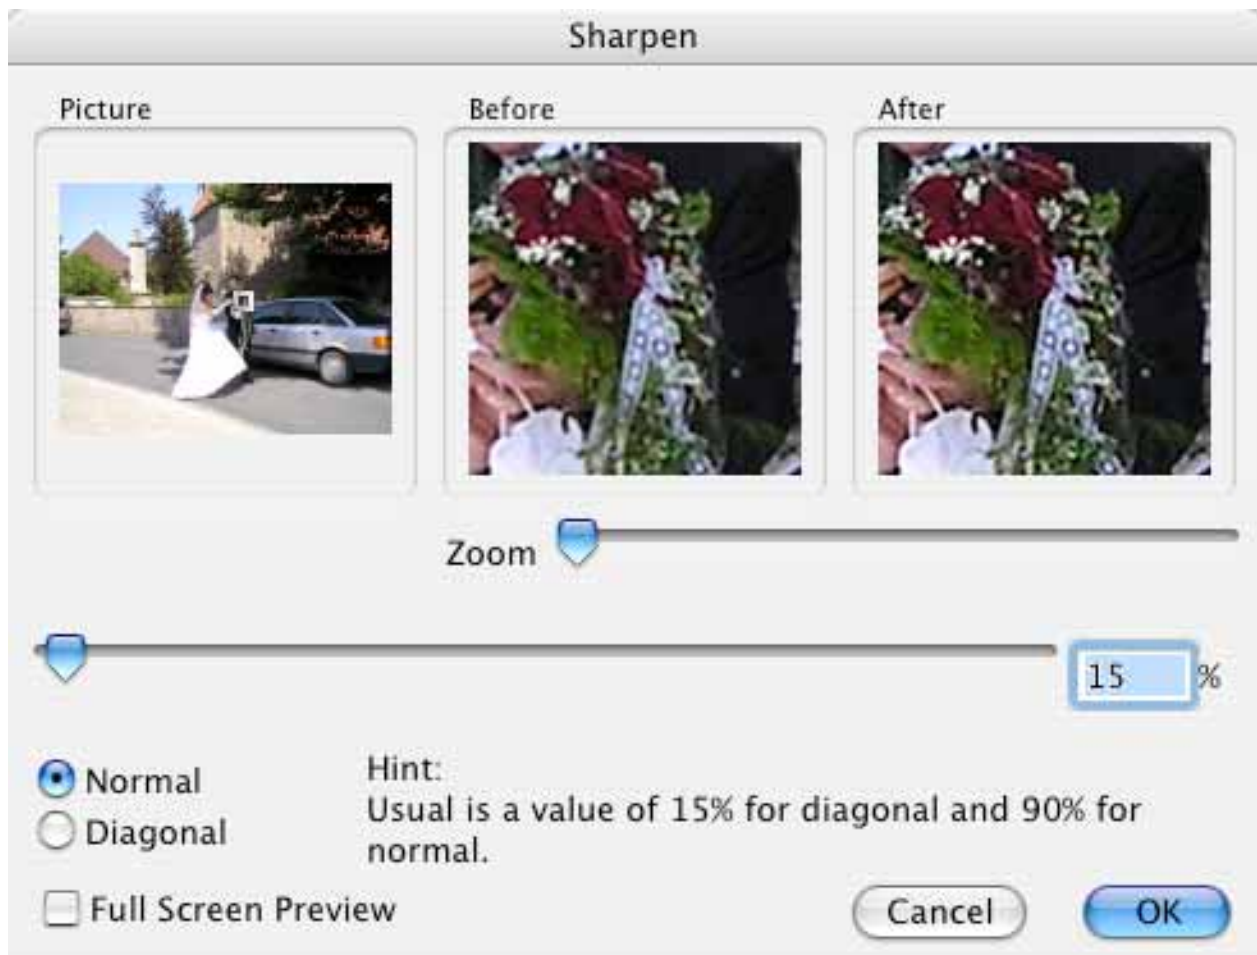 Sharpen
Picture
Before
After
Zoom
15 %
Normal
Diagonal
Hint:
Usual is a value of 15% for diagonal and 90% for
normal.
Full Screen Preview
Cancel
OK